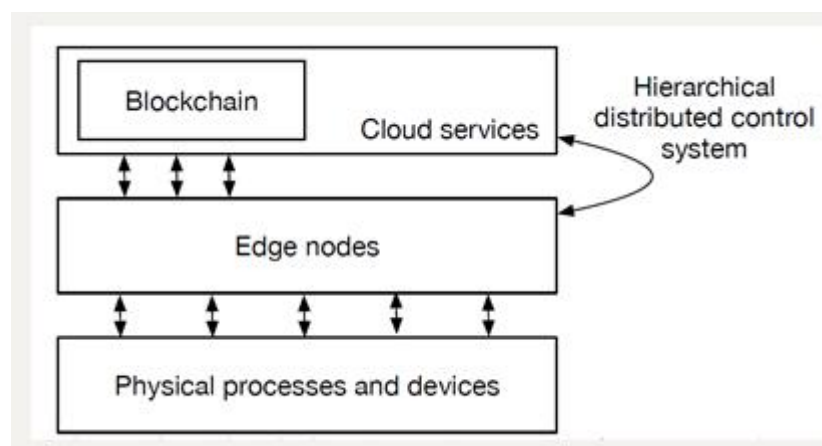 Blockchain
Cloud services
Hierarchical
distributed control
system
Edge nodes
Physical processes and devices